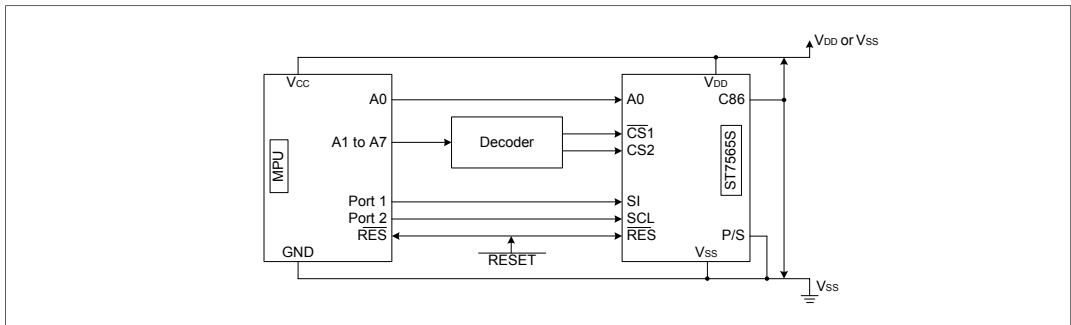 VDD or VSS
VCC
VDD
A0
A0
C86
A1 to A7
Decoder
CS1
CS2
MPU
ST7565S
Port 1
SI
Port 2
SCL
RES
RES
P/S
RESET
GND
VSS
VSS